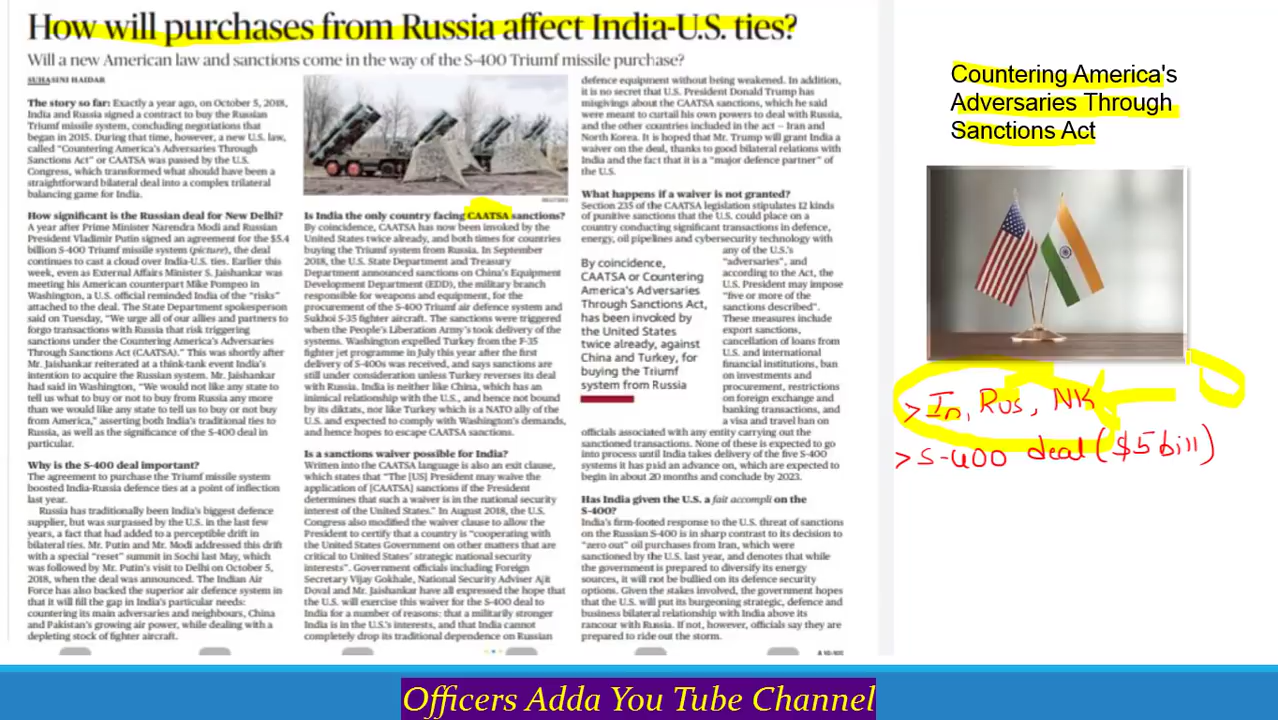 How will purchases from Russia affect India-U.S. ties?
Will a new American law and sanctions come in the way of the S-400 Triumf missile purchase?
SUHASINI HAIDAR
The story so far: Exactly a year ago, on October 5, 2018,
India and Russia signed a contract to buy the Russian
Triumf missile system, concluding negotiations that
began in 2015. During that time, however, a new U.S. law,
called “Countering America’s Adversaries Through
Sanctions Act” or CAATSA was passed by the U.S.
Congress, which transformed what should have been a
straightforward bilateral deal into a complex trilateral
balancing game for India.
How significant is the Russian deal for New Delhi?
A year after Prime Minister Narendra Modi and Russian
President Vladimir Putin signed an agreement for the $5.4
billion S-400 Triumf missile system (picture), the deal
continues to cast a cloud over India-U.S. ties. Earlier this
week, even as External Affairs Minister S. Jaishankar was
meeting his American counterpart Mike Pompeo in
Washington, a U.S. official reminded India of the “risks”
attached to the deal. The State Department spokesperson
said on Tuesday, “We urge all of our allies and partners to
forgo transactions with Russia that risk triggering
sanctions under the Countering America’s Adversaries
Through Sanctions Act (CAATSA).” This was shortly after
Mr. Jaishankar reiterated at a think-tank event India’s
intention to acquire the Russian system. Mr. Jaishankar
had said in Washington, “We would not like any state to
tell us what to buy or not to buy from Russia any more
than we would like any state to tell us to buy or not buy
from America,” asserting both India’s traditional ties to
Russia, as well as the significance of the S-400 deal in
particular.
Why is the S-400 deal important?
The agreement to purchase the Triumf missile system
boosted India-Russia defence ties at a point of inflection
last year.
Russia has traditionally been India’s biggest defence
supplier, but was surpassed by the U.S. in the last few
years, a fact that had added to a perceptible drift in
bilateral ties. Mr. Putin and Mr. Modi addressed this drift
with a special “reset” summit in Sochi last May, which
was followed by Mr. Putin’s visit to Delhi on October 5,
2018, when the deal was announced. The Indian Air
Force has also backed the superior air defence system in
that it will fill the gap in India’s particular needs:
countering its main adversaries and neighbours, China
and Pakistan’s growing air power, while dealing with a
depleting stock of fighter aircraft.
REUTERS
Is India the only country facing CAATSA sanctions?
By coincidence, CAATSA has now been invoked by the
United States twice already, and both times for countries
buying the Triumf system from Russia. In September
2018, the U.S. State Department and Treasury
Department announced sanctions on China’s Equipment
Development Department (EDD), the military branch
responsible for weapons and equipment, for the
procurement of the S-400 Triumf air defence system and
Sukhoi S-35 fighter aircraft. The sanctions were triggered
when the People’s Liberation Army’s took delivery of the
systems. Washington expelled Turkey from the F-35
fighter jet programme in July this year after the first
delivery of S-400s was received, and says sanctions are
still under consideration unless Turkey reverses its deal
with Russia. India is neither like China, which has an
inimical relationship with the U.S., and hence not bound
by its diktats, nor like Turkey which is a NATO ally of the
U.S. and expected to comply with Washington’s demands,
and hence hopes to escape CAATSA sanctions.
Is a sanctions waiver possible for India?
Written into the CAATSA language is also an exit clause,
which states that “The [US] President may waive the
application of [CAATSA] sanctions if the President
determines that such a waiver is in the national security
interest of the United States.” In August 2018, the U.S.
Congress also modified the waiver clause to allow the
President to certify that a country is “cooperating with
the United States Government on other matters that are
critical to United States’ strategic national security
interests”. Government officials including Foreign
Secretary Vijay Gokhale, National Security Adviser Ajit
Doval and Mr. Jaishankar have all expressed the hope that
the U.S. will exercise this waiver for the S-400 deal to
India for a number of reasons: that a militarily stronger
India is in the U.S.’s interests, and that India cannot
completely drop its traditional dependence on Russian
defence equipment without being weakened. In addition,
it is no secret that U.S. President Donald Trump has
misgivings about the CAATSA sanctions, which he said
were meant to curtail his own powers to deal with Russia,
and the other countries included in the act — Iran and
North Korea. It is hoped that Mr. Trump will grant India a
waiver on the deal, thanks to good bilateral relations with
India and the fact that it is a “major defence partner” of
the U.S.
What happens if a waiver is not granted?
Section 235 of the CAATSA legislation stipulates 12 kinds
of punitive sanctions that the U.S. could place on a
country conducting significant transactions in defence,
energy, oil pipelines and cybersecurity technology with
any of the U.S.’s
“adversaries”, and
according to the Act, the
U.S. President may impose
“five or more of the
sanctions described”.
These measures include
export sanctions,
cancellation of loans from
U.S. and international
financial institutions, ban
on investments and
procurement, restrictions
on foreign exchange and
banking transactions, and
a visa and travel ban on
By coincidence,
CAATSA or Countering
America’s Adversaries
Through Sanctions Act,
has been invoked by
the United States
twice already, against
China and Turkey, for
buying the Triumf
system from Russia
officials associated with any entity carrying out the
sanctioned transactions. None of these is expected to go
into process until India takes delivery of the five S-400
systems it has paid an advance on, which are expected to
begin in about 20 months and conclude by 2023.
Has India given the U.S. a fait accompli on the
S-400?
India’s firm-footed response to the U.S. threat of sanctions
on the Russian S-400 is in sharp contrast to its decision to
“zero out” oil purchases from Iran, which were
sanctioned by the U.S. last year, and denotes that while
the government is prepared to diversify its energy
sources, it will not be bullied on its defence security
options. Given the stakes involved, the government hopes
that the U.S. will put its burgeoning strategic, defence and
business bilateral relationship with India above its
rancour with Russia. If not, however, officials say they are
prepared to ride out the storm.
Countering America's
Adversaries Through
Sanctions Act
> In, Rus, NK
> S-400 deal ($5 bill)
Officers Adda You Tube Channel